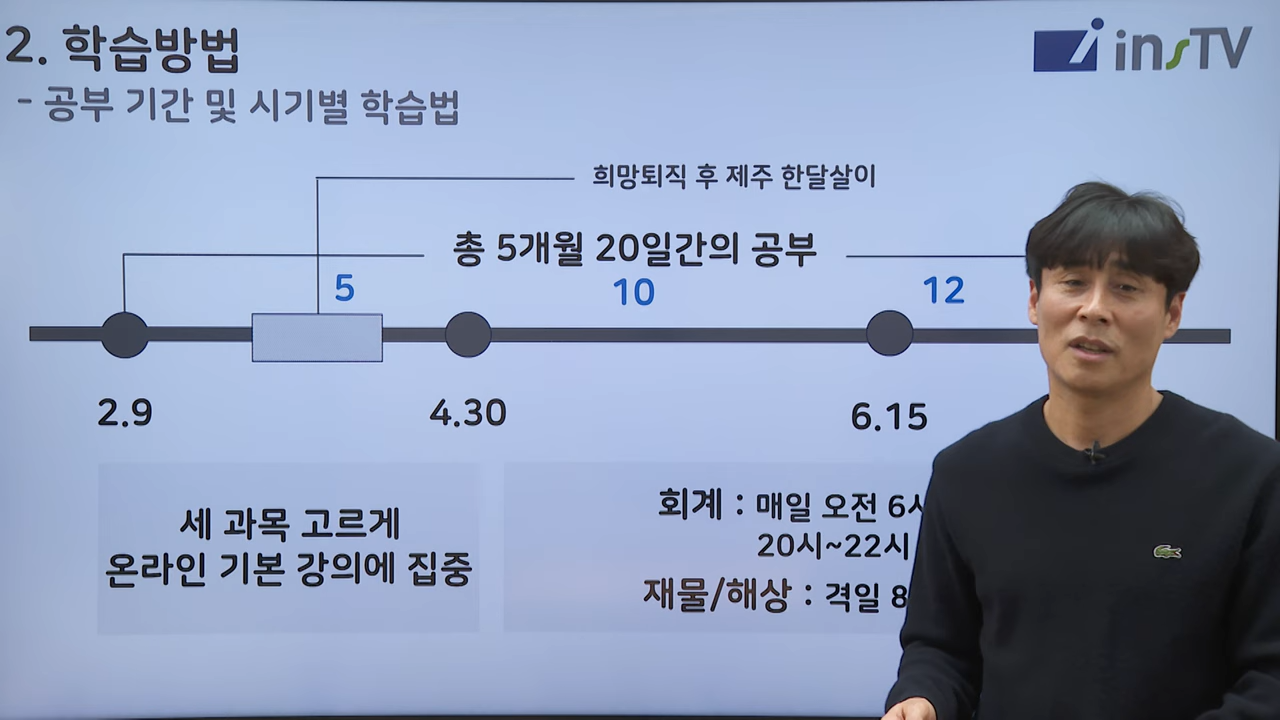 2. 학습방법
insTV
- 공부 기간 및 시기별 학습법
희망퇴직 후 제주 한달살이
총 5개월 20일간의 공부
5
10
12
2.9
4.30
6.15
세 과목 고르게
온라인 기본 강의에 집중
회계 : 매일 오전 6시
20시~22시
재물/해상 : 격일 8